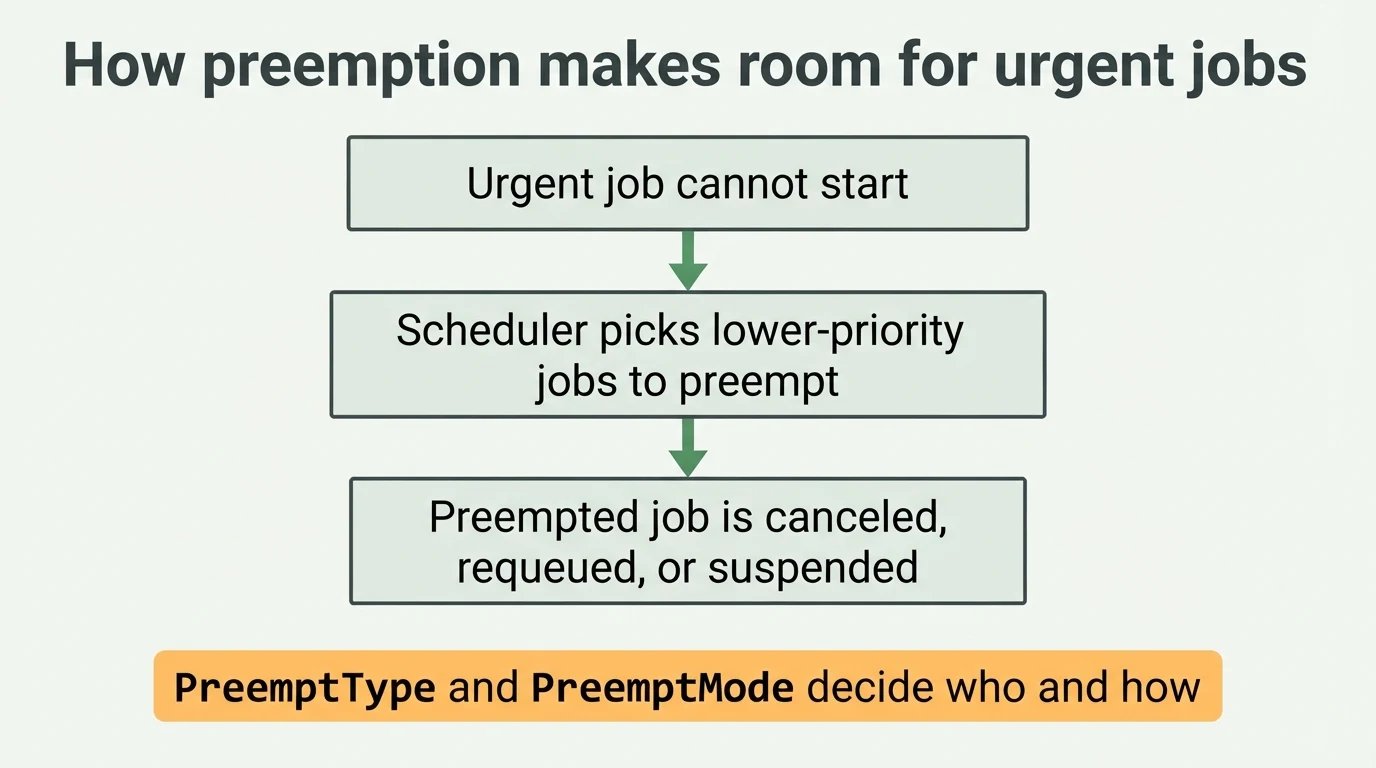 How preemption makes room for urgent jobs
Urgent job cannot start
Scheduler picks lower-priority
jobs to preempt
Preempted job is canceled,
requeued, or suspended
PreemptType and PreemptMode decide who and how